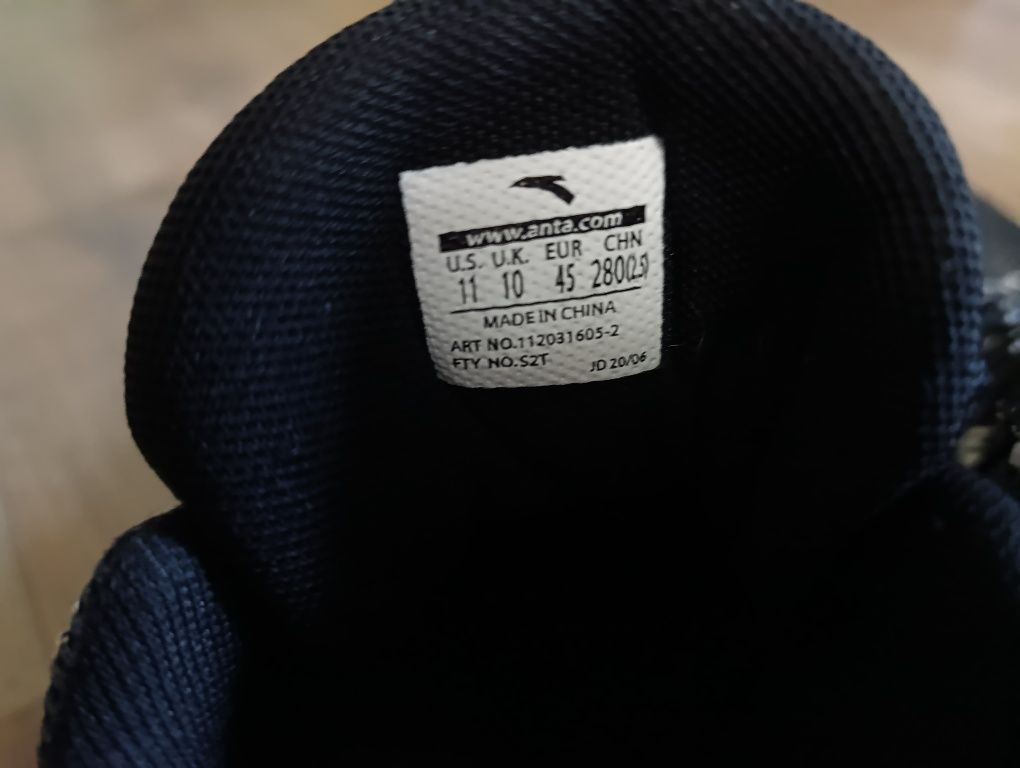 www.anta.com
U.S. U.K. EUR CHN
11 10 45 280(2.5)
MADE IN CHINA
ART NO.112031605-2
FTY NO.S2T JD 20/06